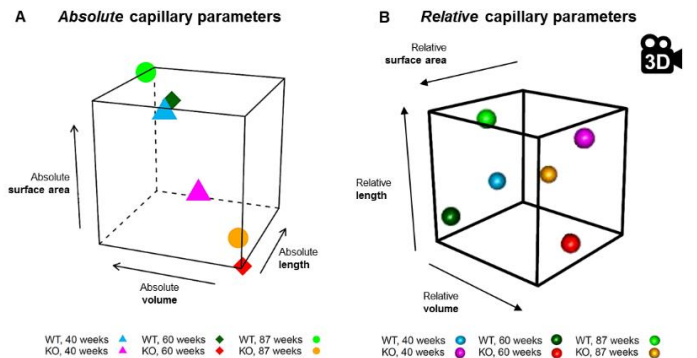 A Absolute capillary parameters
Absolute
surface area
Absolute
length
Absolute
volume
WT, 40 weeks WT, 60 weeks WT, 87 weeks
KO, 40 weeks KO, 60 weeks KO, 87 weeks
B Relative capillary parameters
3D
Relative
surface area
Relative
length
Relative
volume
WT, 40 weeks WT, 60 weeks WT, 87 weeks
KO, 40 weeks KO, 60 weeks KO, 87 weeks